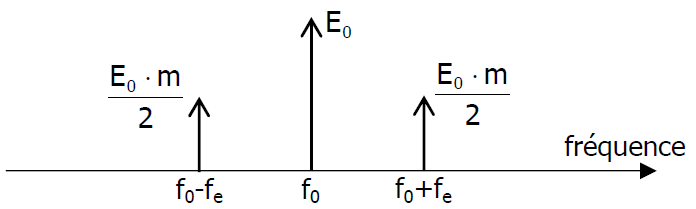 E₀
E₀ · m
2
E₀ · m
2
fréquence
f₀-fₑ
f₀
f₀+fₑ